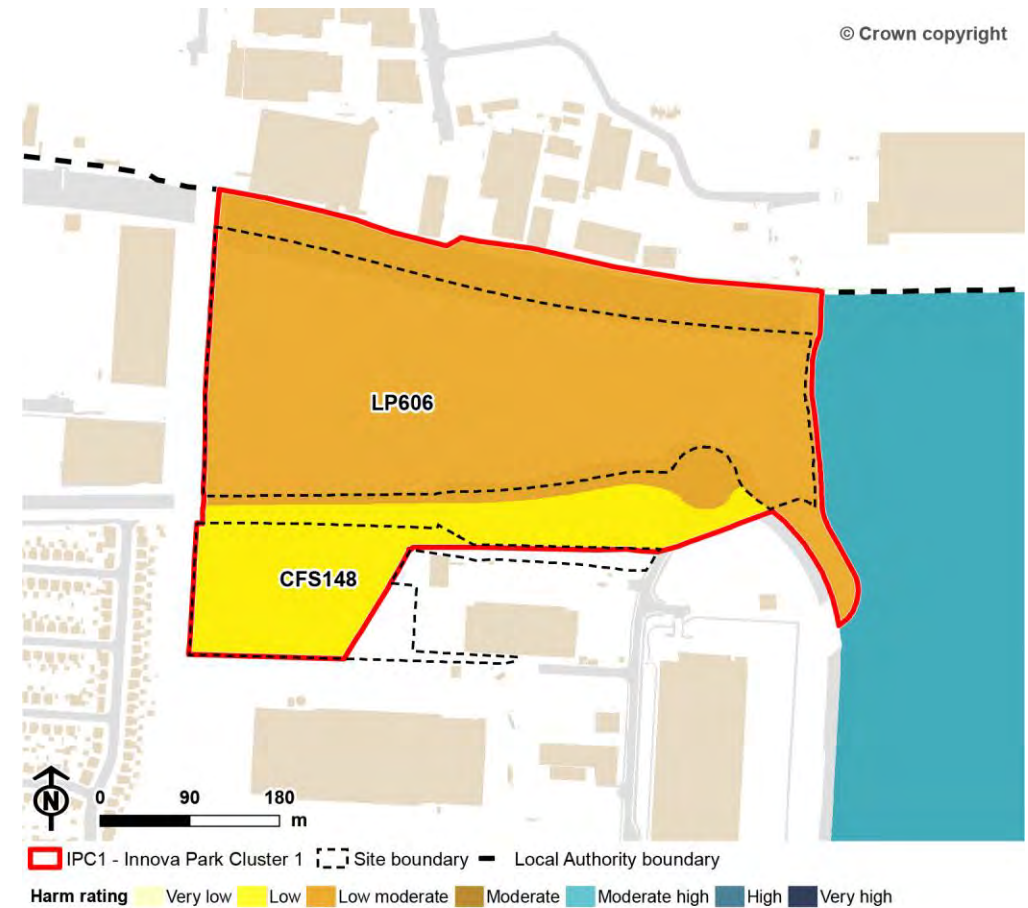 © Crown copyright
LP606
CFS148
N
0 90 180
m
IPC1 - Innova Park Cluster 1 Site boundary Local Authority boundary
Harm rating Very low Low Low moderate Moderate Moderate high High Very high